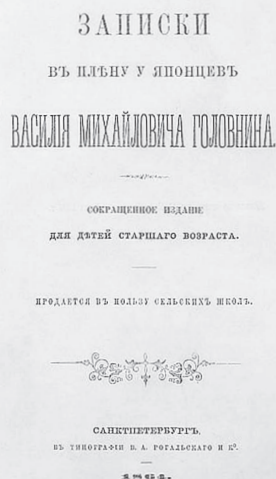 ЗАПИСКИ
ВЪ ПЛѢНУ У ЯПОНЦЕВЪ
ВАСИЛІЯ МИХАЙЛОВИЧА ГОЛОВНИНА.
СОКРАЩЕННОЕ ИЗДАНІЕ
ДЛЯ ДѢТЕЙ СТАРШАГО ВОЗРАСТА.
ПРОДАЕТСЯ ВЪ ПОЛЬЗУ СЕЛЬСКИХЪ ШКОЛЪ.
САНКТПЕТЕРБУРГЪ.
ВЪ ТИПОГРАФІИ В. А. РОГАЛЬСКАГО И Кº.